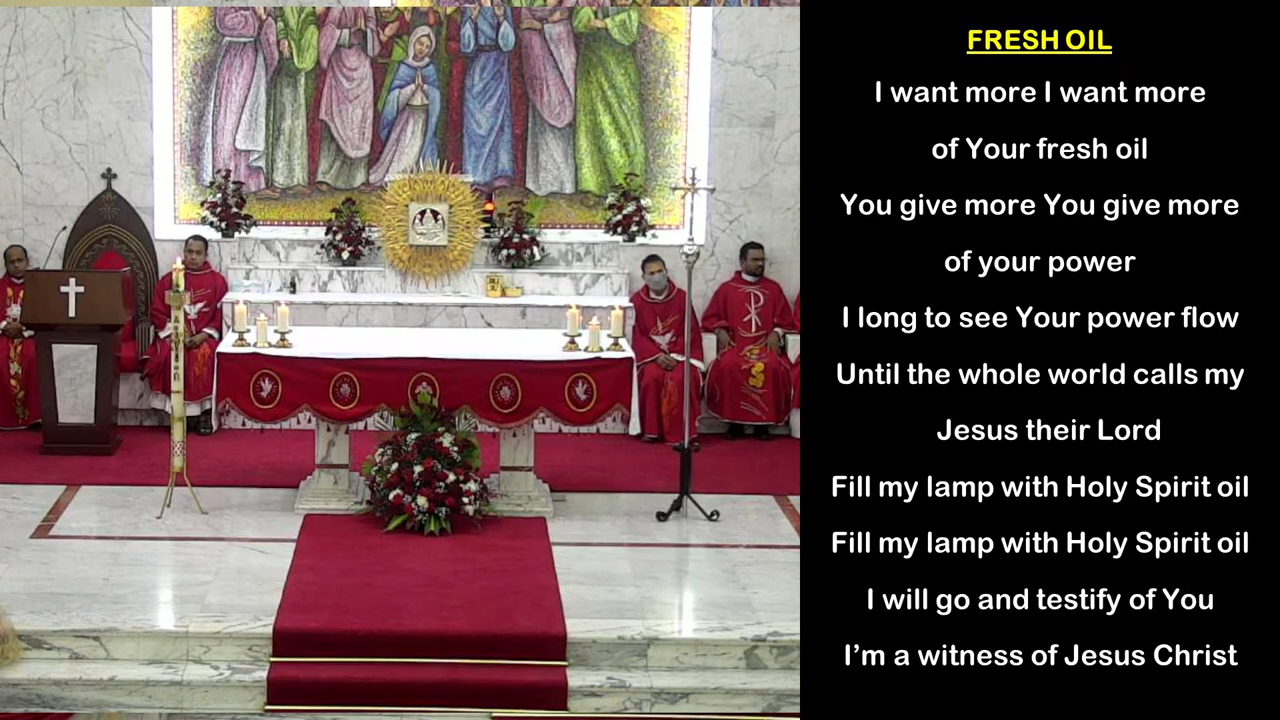 FRESH OIL
I want more I want more
of Your fresh oil
You give more You give more
of your power
I long to see Your power flow
Until the whole world calls my
Jesus their Lord
Fill my lamp with Holy Spirit oil
Fill my lamp with Holy Spirit oil
I will go and testify of You
I’m a witness of Jesus Christ